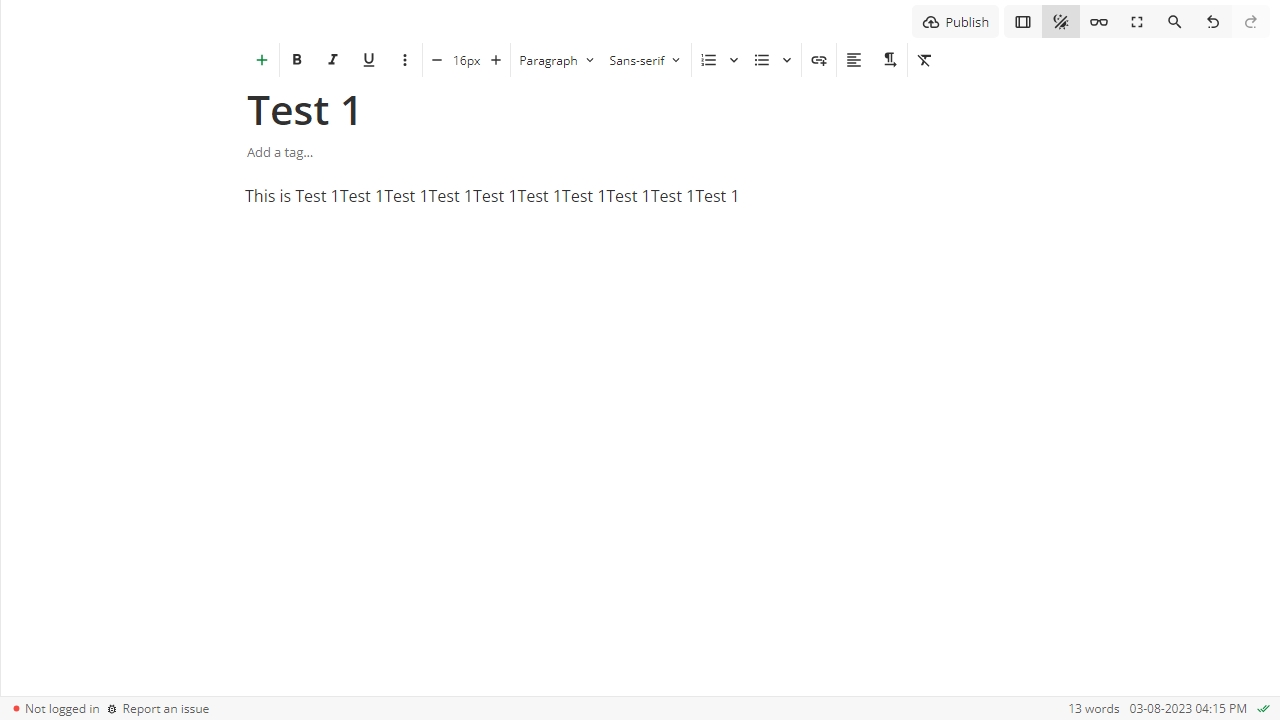 Publish
B I U 16px Paragraph Sans-serif
Test 1
Add a tag...
This is Test 1Test 1Test 1Test 1Test 1Test 1Test 1Test 1Test 1Test 1
Not logged in Report an issue 13 words 03-08-2023 04:15 PM